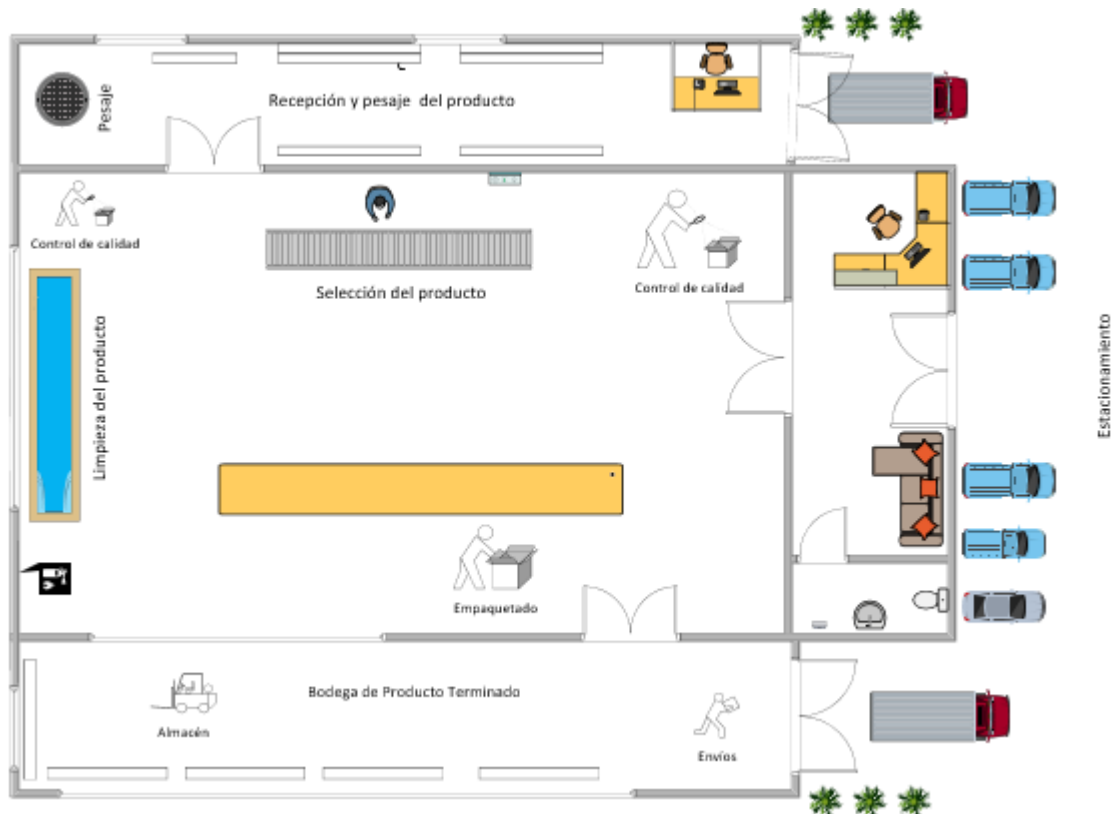 Pesaje
Recepción y pesaje del producto
Control de calidad
Selección del producto
Control de calidad
Limpieza del producto
Estacionamiento
Empaquetado
Bodega de Producto Terminado
Almacén
Envíos